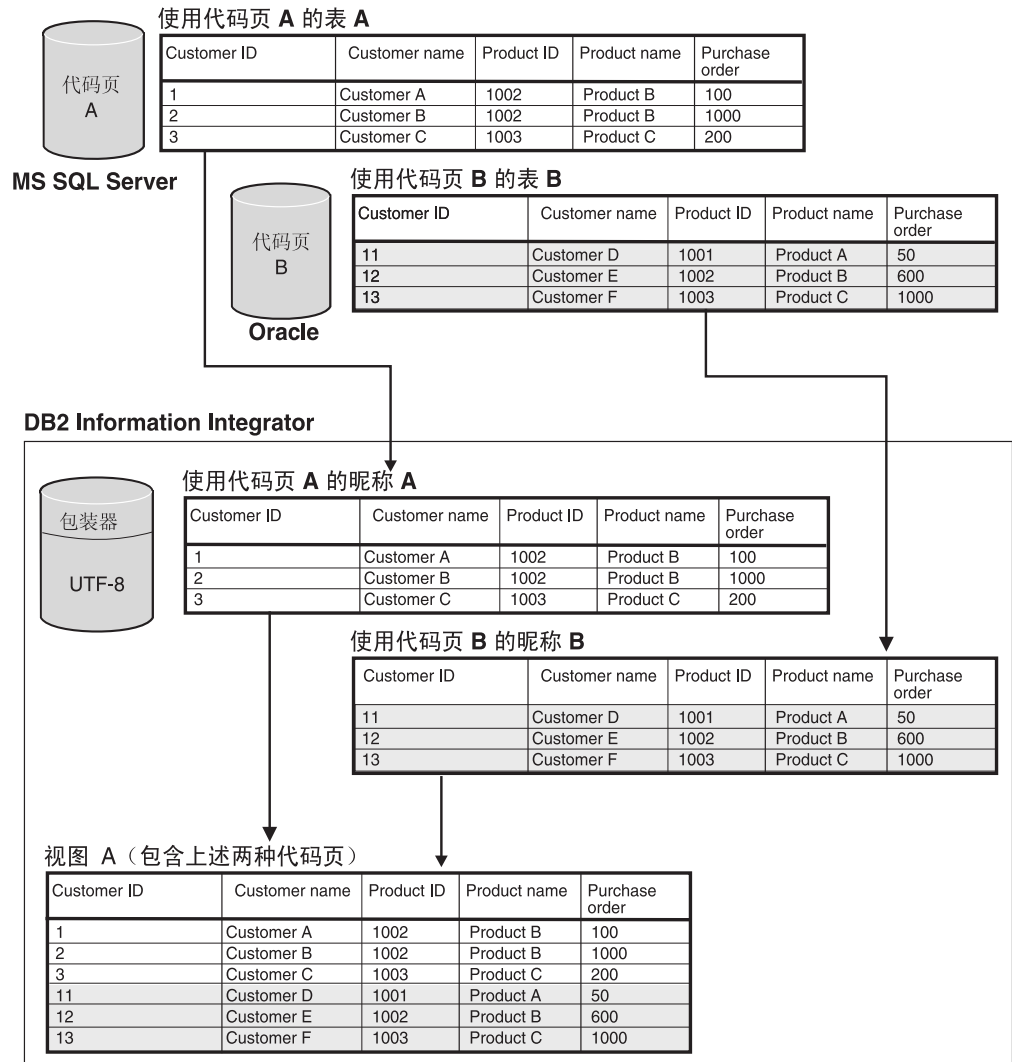 使用代码页 A 的表 A
Customer ID Customer name Product ID Product name Purchase order
1 Customer A 1002 Product B 100
2 Customer B 1002 Product B 1000
3 Customer C 1003 Product C 200
代码页
A
MS SQL Server
使用代码页 B 的表 B
Customer ID Customer name Product ID Product name Purchase order
11 Customer D 1001 Product A 50
12 Customer E 1002 Product B 600
13 Customer F 1003 Product C 1000
代码页
B
Oracle
DB2 Information Integrator
使用代码页 A 的昵称 A
Customer ID Customer name Product ID Product name Purchase order
1 Customer A 1002 Product B 100
2 Customer B 1002 Product B 1000
3 Customer C 1003 Product C 200
包装器
UTF-8
使用代码页 B 的昵称 B
Customer ID Customer name Product ID Product name Purchase order
11 Customer D 1001 Product A 50
12 Customer E 1002 Product B 600
13 Customer F 1003 Product C 1000
视图 A（包含上述两种代码页）
Customer ID Customer name Product ID Product name Purchase order
1 Customer A 1002 Product B 100
2 Customer B 1002 Product B 1000
3 Customer C 1003 Product C 200
11 Customer D 1001 Product A 50
12 Customer E 1002 Product B 600
13 Customer F 1003 Product C 1000